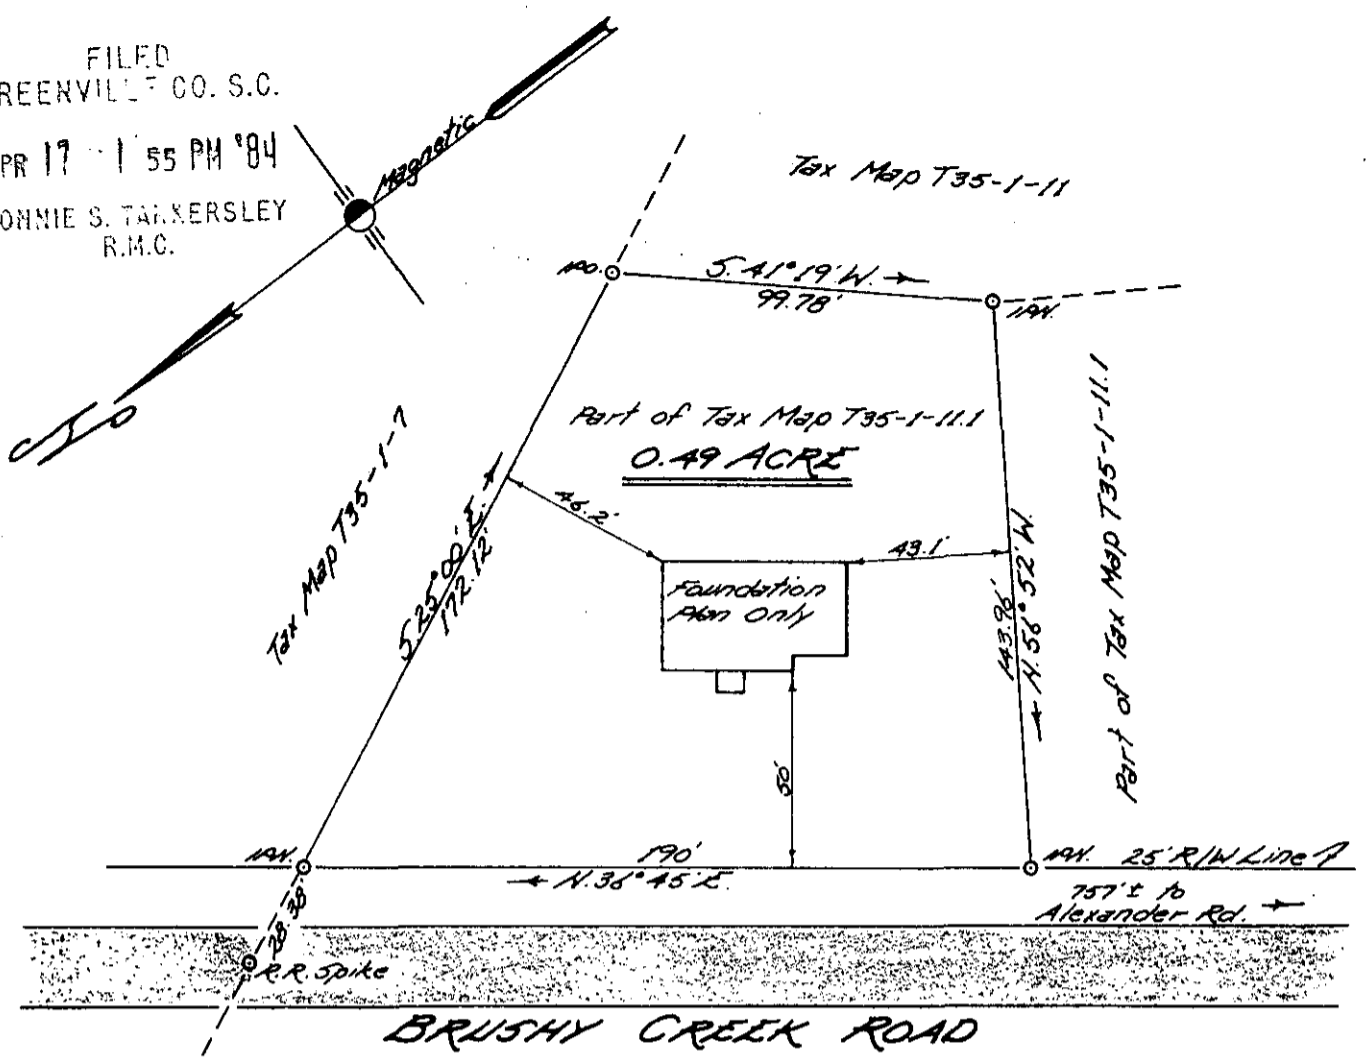 FILED
REENVILLE CO. S.C.
PR 17 1 55 PM '84
ONNIE S. TANKERSLEY
R.M.C.
Magnetic
Tax Map T35-1-11
I.P.O.
S. 41° 19' W.
99.78'
I.P.N.
Part of Tax Map T35-1-11.1
0.49 ACRE
Tax Map T35-1-7
S. 25° 00' E.
172.12'
46.2'
43.1'
Foundation
Plan Only
143.96'
N. 56° 52' W.
Part of Tax Map T35-1-11.1
50'
I.P.N.
190'
N. 36° 45' E.
I.P.N.
25' R/W Line
757'± to
Alexander Rd.
28.38'
R.R. Spike
BRUSHY CREEK ROAD